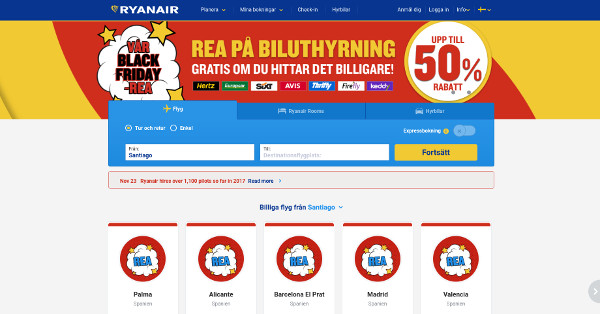 RYANAIR
Planera Mina bokningar Check-in Hyrbilar Anmäl dig Logga in Info
VÅR
BLACK
FRIDAY
-REA
REA PÅ BILUTHYRNING
GRATIS OM DU HITTAR DET BILLIGARE!
Hertz Europcar SIXT AVIS Thrifty Firefly keddy
UPP TILL
50%
RABATT
Flyg Ryanair Rooms Hyrbilar
Tur och retur Enkel Expressbokning
Från: Till:
Santiago Destinationsflygplats Fortsätt
Nov 23 Ryanair hires over 1,100 pilots so far in 2017 Read more
Billiga flyg från Santiago
REA REA REA REA REA
Palma Alicante Barcelona El Prat Madrid Valencia
Spanien Spanien Spanien Spanien Spanien